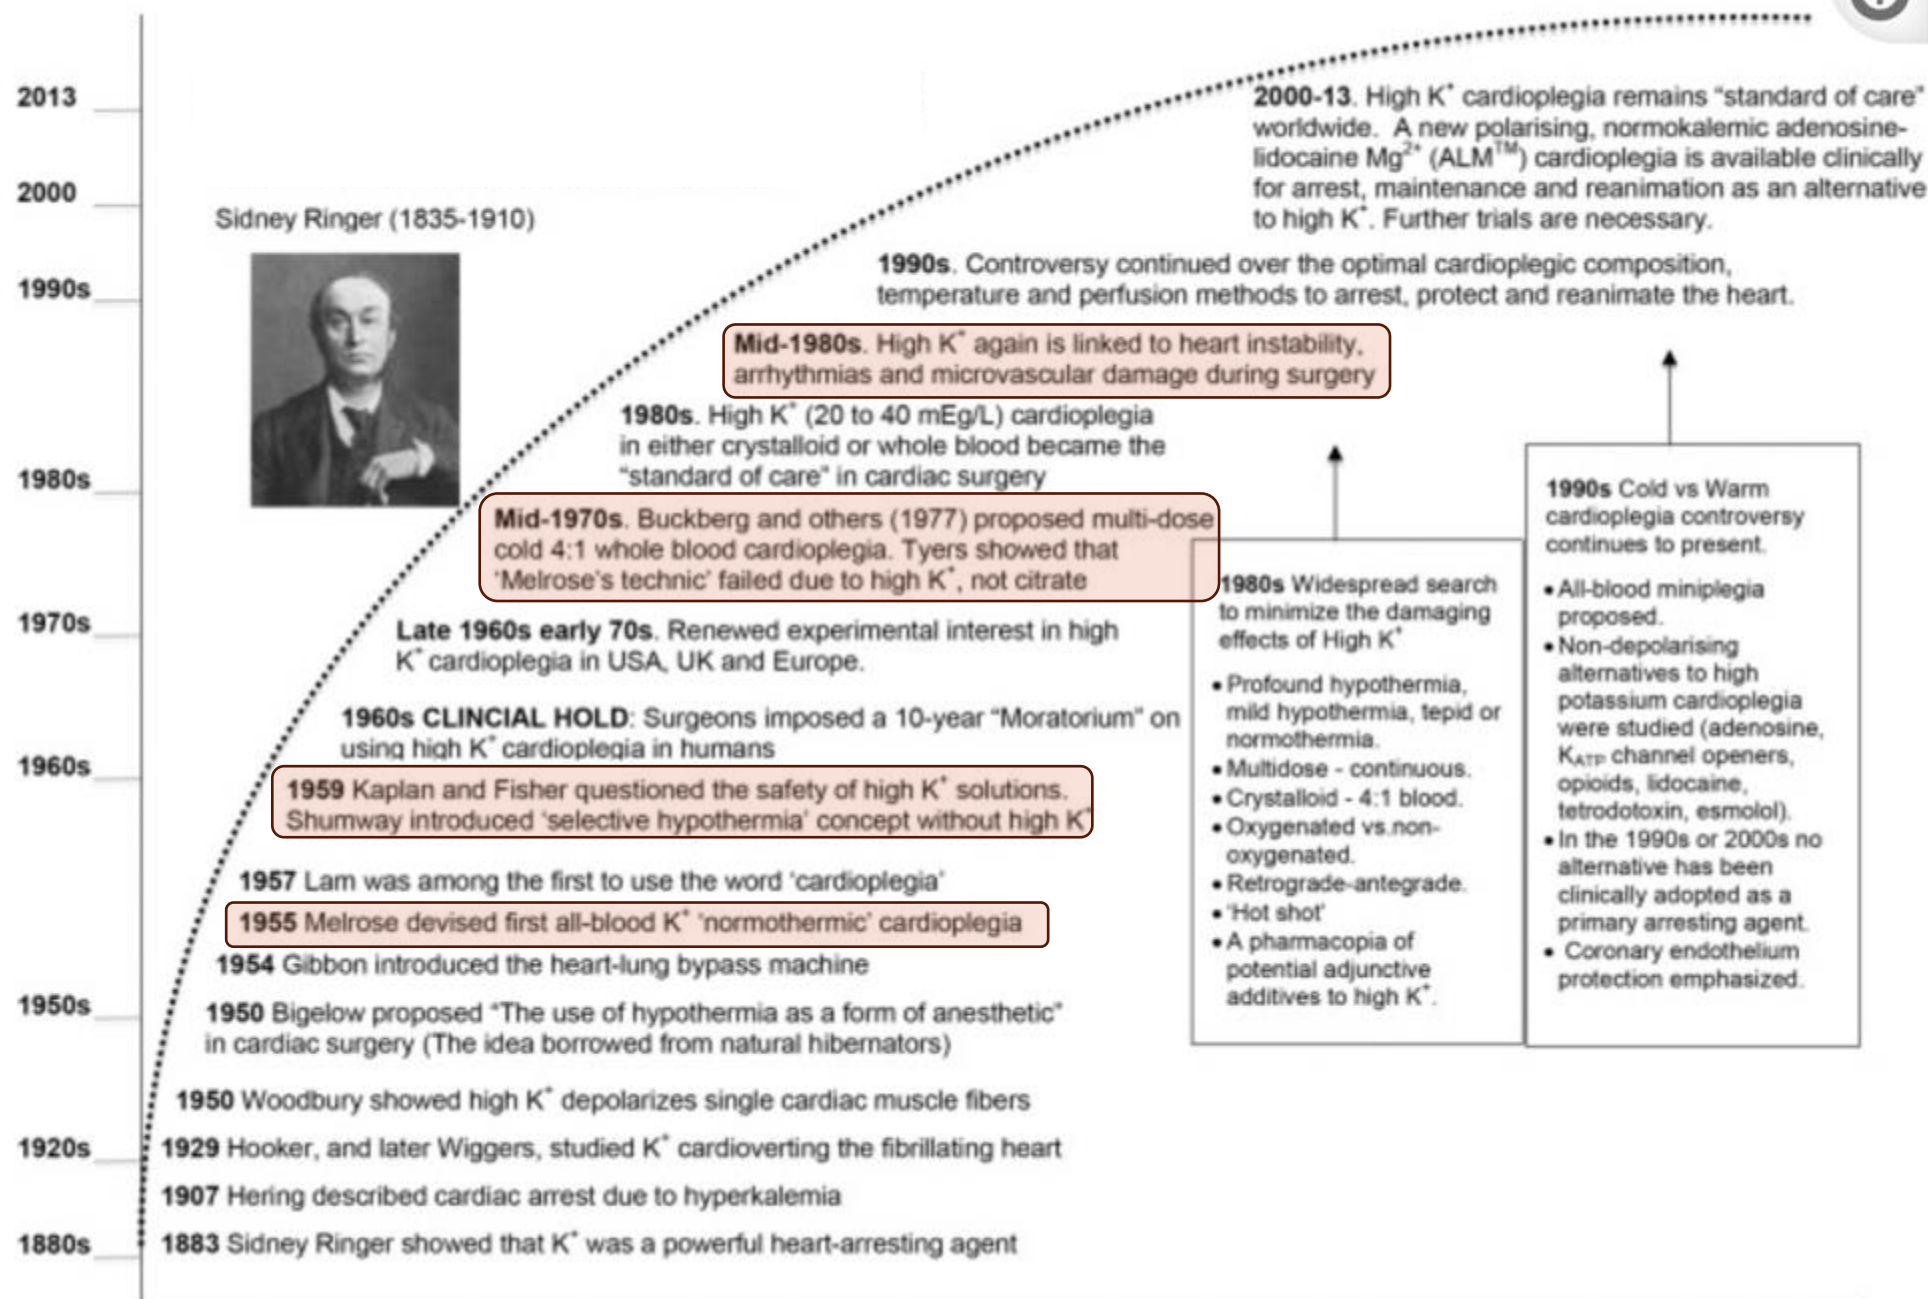 2013
2000
1990s
1980s
1970s
1960s
1950s
1920s
1880s
Sidney Ringer (1835-1910)
2000-13. High K⁺ cardioplegia remains “standard of care”
worldwide. A new polarising, normokalemic adenosine-
lidocaine Mg²⁺ (ALM™) cardioplegia is available clinically
for arrest, maintenance and reanimation as an alternative
to high K⁺. Further trials are necessary.
1990s. Controversy continued over the optimal cardioplegic composition,
temperature and perfusion methods to arrest, protect and reanimate the heart.
Mid-1980s. High K⁺ again is linked to heart instability,
arrhythmias and microvascular damage during surgery
1980s. High K⁺ (20 to 40 mEg/L) cardioplegia
in either crystalloid or whole blood became the
“standard of care” in cardiac surgery
Mid-1970s. Buckberg and others (1977) proposed multi-dose
cold 4:1 whole blood cardioplegia. Tyers showed that
‘Melrose’s technic’ failed due to high K⁺, not citrate
Late 1960s early 70s. Renewed experimental interest in high
K⁺ cardioplegia in USA, UK and Europe.
1960s CLINCIAL HOLD: Surgeons imposed a 10-year “Moratorium” on
using high K⁺ cardioplegia in humans
1959 Kaplan and Fisher questioned the safety of high K⁺ solutions.
Shumway introduced ‘selective hypothermia’ concept without high K⁺
1957 Lam was among the first to use the word ‘cardioplegia’
1955 Melrose devised first all-blood K⁺ ‘normothermic’ cardioplegia
1954 Gibbon introduced the heart-lung bypass machine
1950 Bigelow proposed “The use of hypothermia as a form of anesthetic”
in cardiac surgery (The idea borrowed from natural hibernators)
1950 Woodbury showed high K⁺ depolarizes single cardiac muscle fibers
1929 Hooker, and later Wiggers, studied K⁺ cardioverting the fibrillating heart
1907 Hering described cardiac arrest due to hyperkalemia
1883 Sidney Ringer showed that K⁺ was a powerful heart-arresting agent
1980s Widespread search
to minimize the damaging
effects of High K⁺
• Profound hypothermia,
mild hypothermia, tepid or
normothermia.
• Multidose - continuous.
• Crystalloid - 4:1 blood.
• Oxygenated vs.non-
oxygenated.
• Retrograde-antegrade.
• ‘Hot shot’
• A pharmacopia of
potential adjunctive
additives to high K⁺.
1990s Cold vs Warm
cardioplegia controversy
continues to present.
• All-blood miniplegia
proposed.
• Non-depolarising
alternatives to high
potassium cardioplegia
were studied (adenosine,
K_ATP channel openers,
opioids, lidocaine,
tetrodotoxin, esmolol).
• In the 1990s or 2000s no
alternative has been
clinically adopted as a
primary arresting agent.
• Coronary endothelium
protection emphasized.